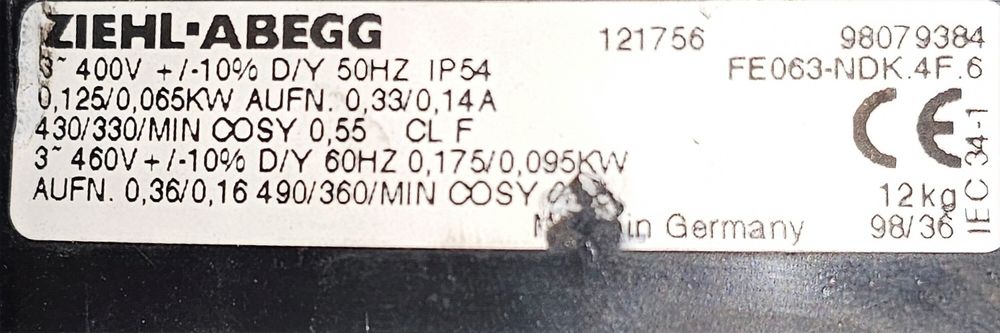 ZIEHL-ABEGG 121756 98079384
3~ 400V +/-10% D/Y 50HZ IP54 FE063-NDK.4F.6
0,125/0,065KW AUFN. 0,33/0,14A
430/330/MIN COSY 0,55 CL F
CE
3~ 460V +/-10% D/Y 60HZ 0,175/0,095KW
AUFN. 0,36/0,16 490/360/MIN COSY
12kg
in Germany 98/36
IEC 34-1